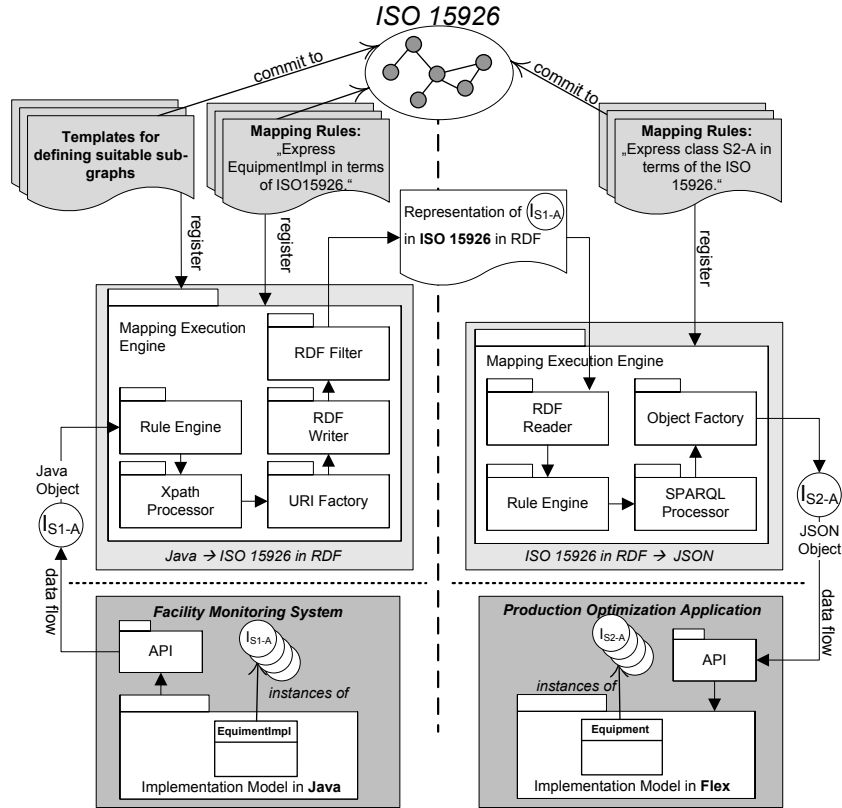 ISO 15926
commit to
commit to
Templates for
defining suitable sub-
graphs
Mapping Rules:
„Express
EquipmentImpl in terms
of ISO15926.“
Mapping Rules:
„Express class S2-A in
terms of the ISO
15926.“
Representation of I S1-A
in ISO 15926 in RDF
register
register
register
Mapping Execution
Engine
RDF Filter
Rule Engine
RDF
Writer
Xpath
Processor
URI Factory
Java → ISO 15926 in RDF
Mapping Execution Engine
RDF
Reader
Object Factory
Rule Engine
SPARQL
Processor
ISO 15926 in RDF → JSON
Java
Object
I S1-A
data flow
I S2-A
JSON
Object
data flow
Facility Monitoring System
API
I S1-A
instances of
EquimentImpl
Implementation Model in Java
Production Optimization Application
I S2-A
API
instances of
Equipment
Implementation Model in Flex